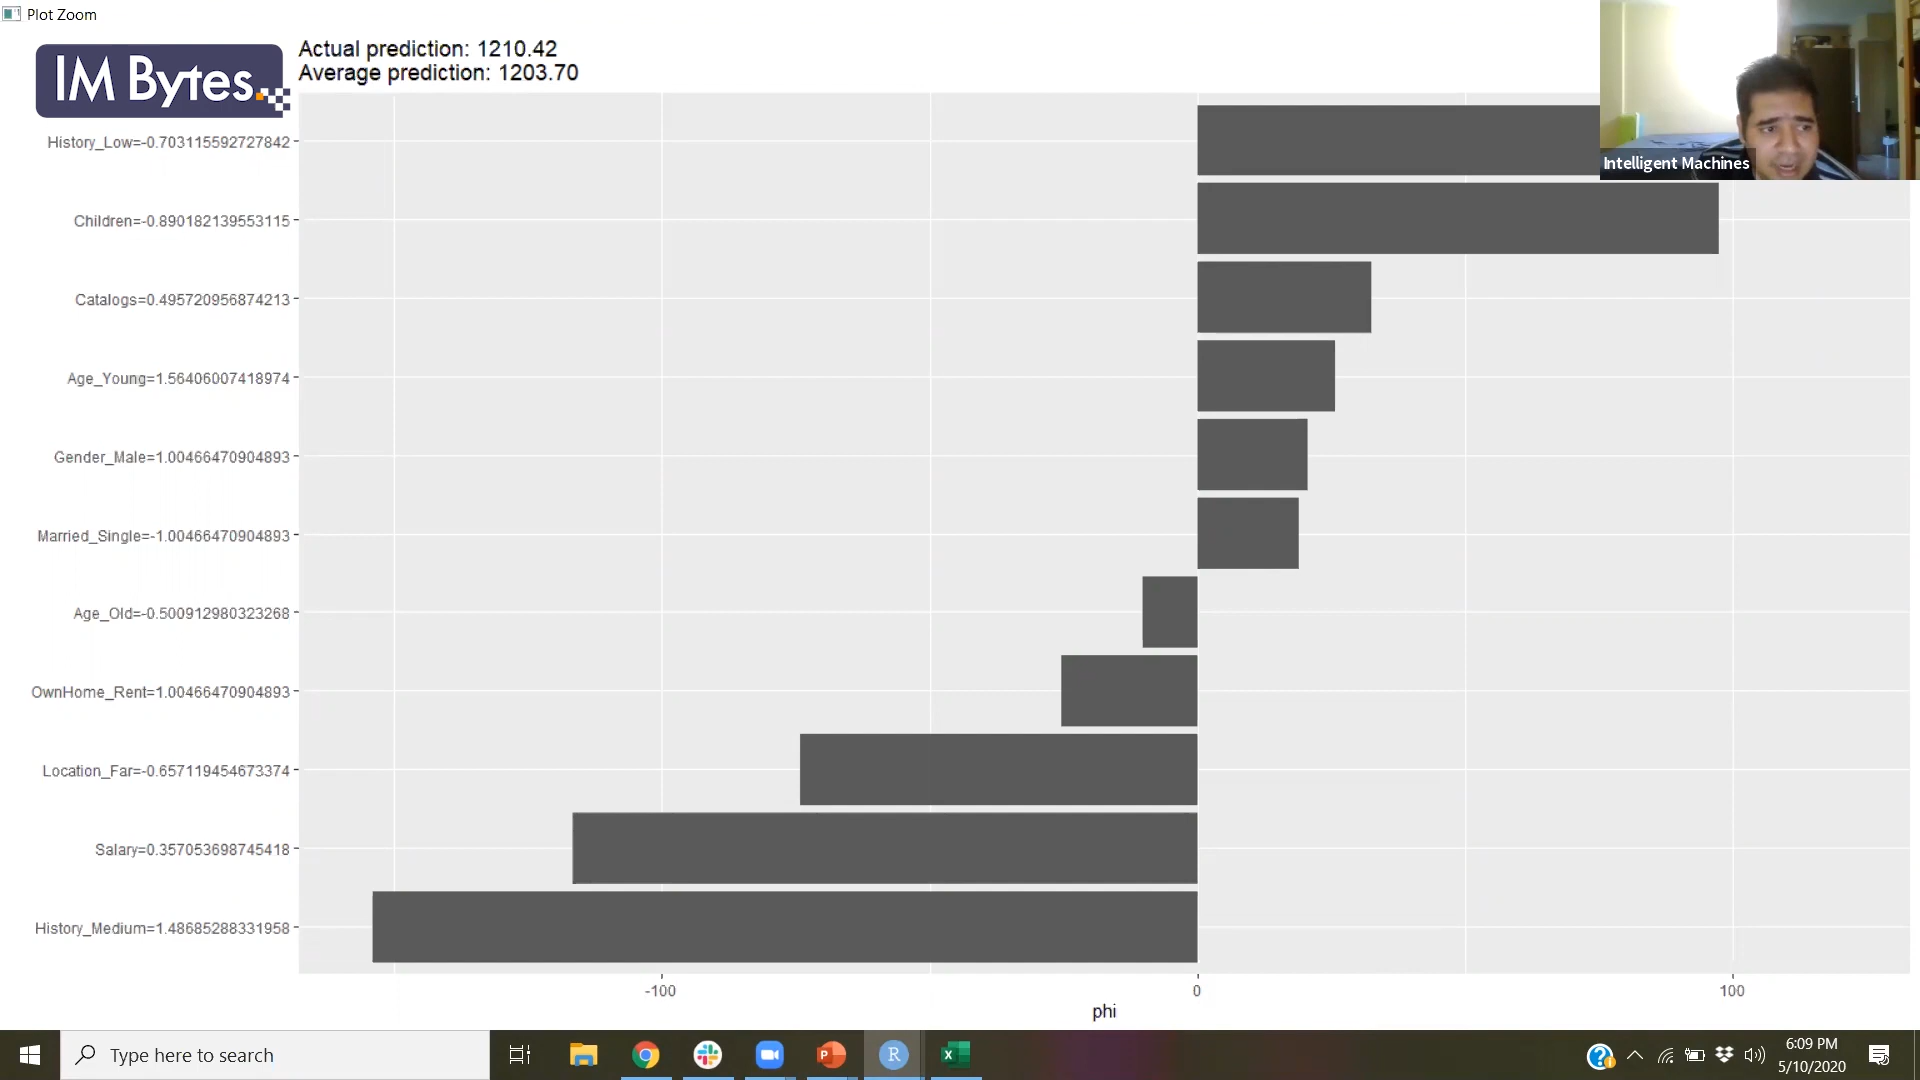 Plot Zoom
IM Bytes.
Actual prediction: 1210.42
Average prediction: 1203.70
Intelligent Machines
History_Low=-0.703115592727842
Children=-0.890182139553115
Catalogs=0.495720956874213
Age_Young=1.56406007418974
Gender_Male=1.00466470904893
Married_Single=-1.00466470904893
Age_Old=-0.500912980323268
OwnHome_Rent=1.00466470904893
Location_Far=-0.657119454673374
Salary=0.357053698745418
History_Medium=1.48685288331958
-100
0
100
phi
Type here to search
P
R
X
6:09 PM
5/10/2020